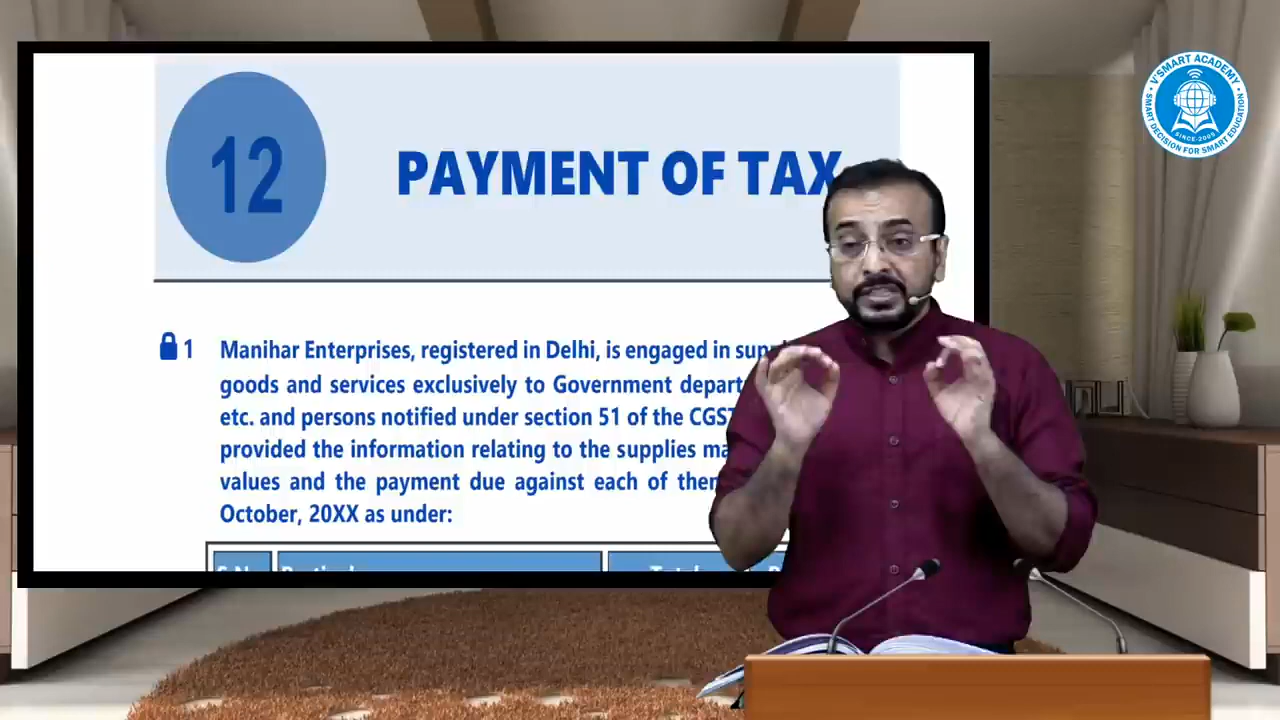 12
PAYMENT OF TAX
1 Manihar Enterprises, registered in Delhi, is engaged in
goods and services exclusively to Government
etc. and persons notified under section 51 of the
provided the information relating to the supplies
values and the payment due against each of
October, 20XX as under:
V'SMART ACADEMY
SINCE-2009
SMART DECISION FOR SMART EDUCATION